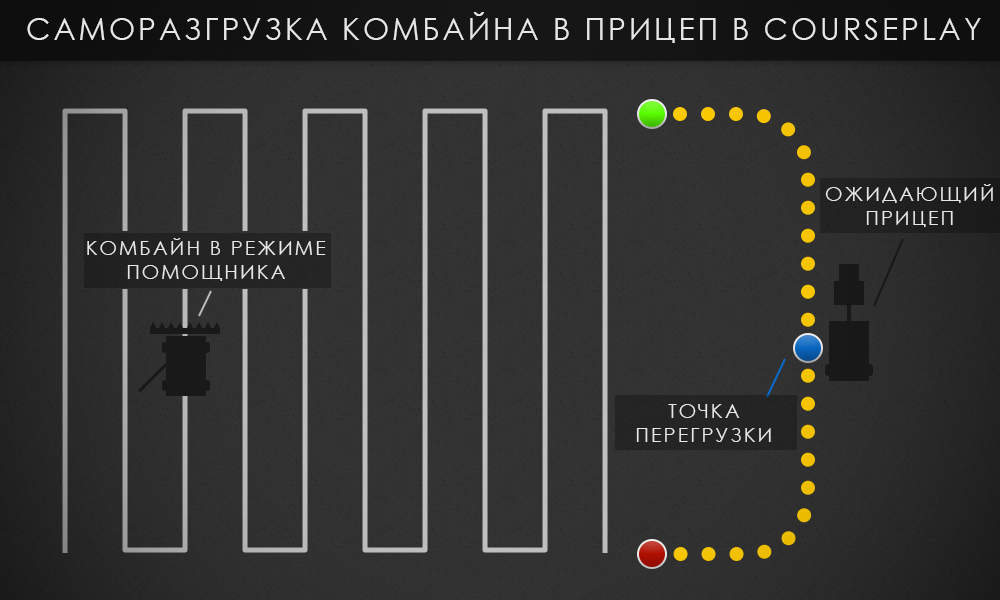 САМОРАЗГРУЗКА КОМБАЙНА В ПРИЦЕП В COURSEPLAY
ОЖИДАЮЩИЙ
ПРИЦЕП
КОМБАЙН В РЕЖИМЕ
ПОМОЩНИКА
ТОЧКА
ПЕРЕГРУЗКИ